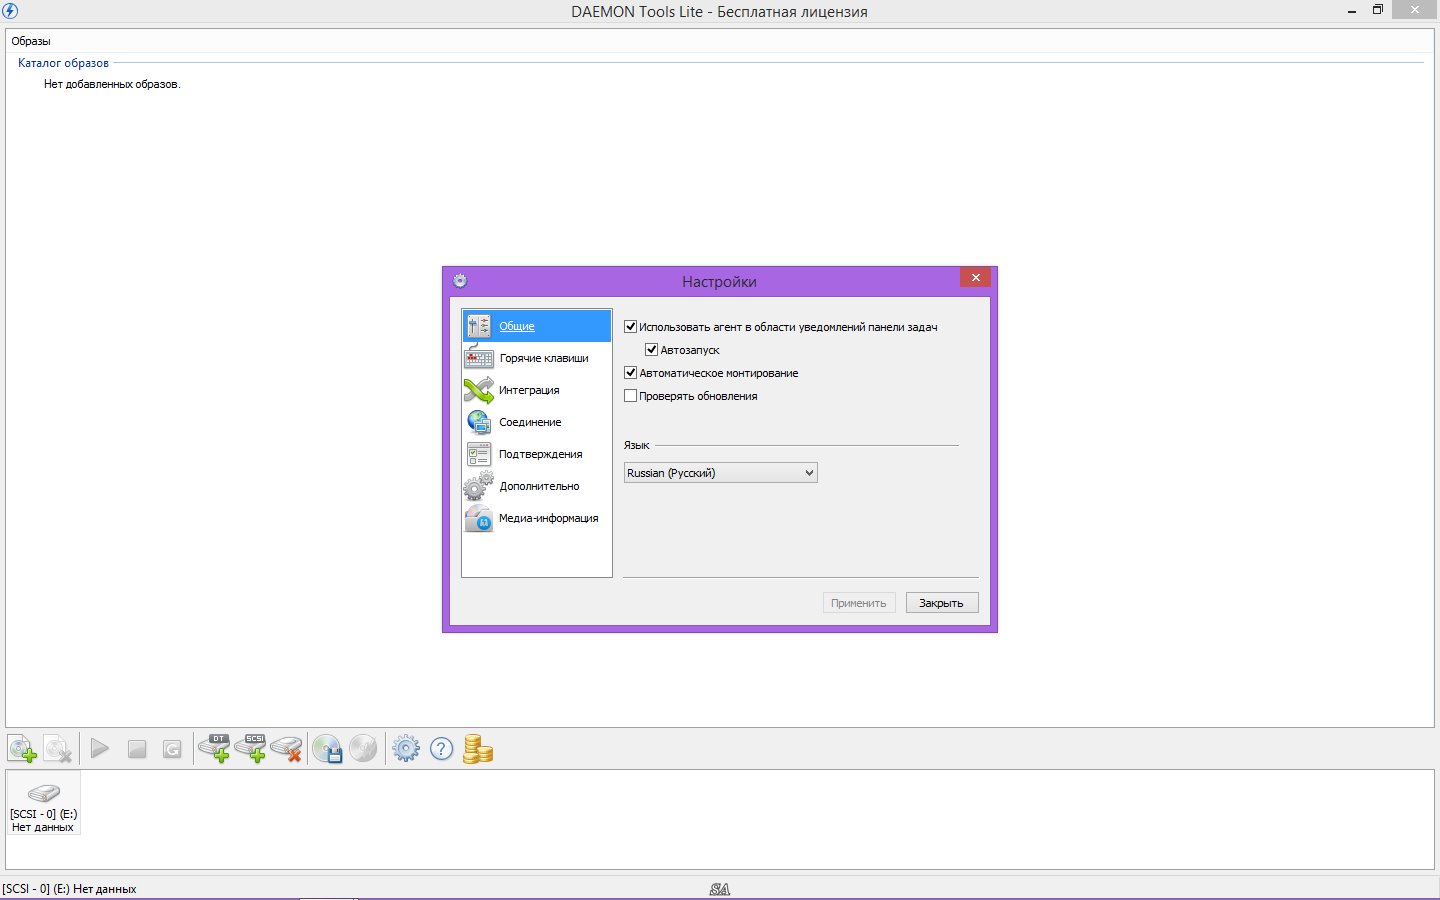 DAEMON Tools Lite - Бесплатная лицензия
Образы
Каталог образов
Нет добавленных образов.
Настройки
Общие
Горячие клавиши
Интеграция
Соединение
Подтверждения
Дополнительно
Медиа-информация
Использовать агент в области уведомлений панели задач
Автозапуск
Автоматическое монтирование
Проверять обновления
Язык
Russian (Русский)
Применить
Закрыть
DT
SCSI
[SCSI - 0] (E:)
Нет данных
[SCSI - 0] (E:) Нет данных
SA